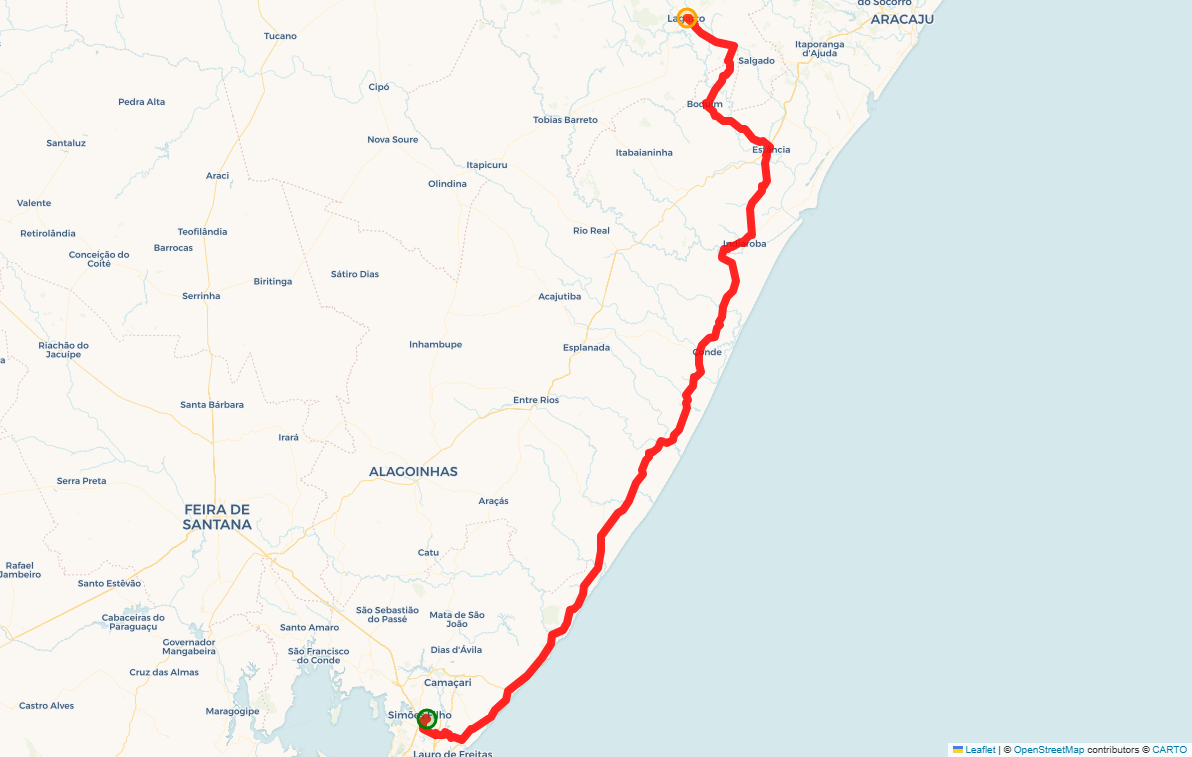 do Socorro
Lagarto
ARACAJU
Tucano
Itaporanga
d'Ajuda
Salgado
Cipó
Pedra Alta
Boquim
Tobias Barreto
Nova Soure
Santaluz
Estância
Itabaianinha
Itapicuru
Araci
Olindina
Valente
Rio Real
Teofilândia
Retirolândia
Indiaroba
Barrocas
Conceição do
Coité
Sátiro Dias
Biritinga
Serrinha
Acajutiba
Inhambupe
Riachão do
Jacuípe
Esplanada
Conde
Entre Rios
Santa Bárbara
Irará
ALAGOINHAS
Serra Preta
Araçás
FEIRA DE
SANTANA
Catu
Rafael
Jambeiro
Santo Estêvão
São Sebastião
do Passé
Mata de São
João
Cabaceiras do
Paraguaçu
Santo Amaro
Governador
Mangabeira
São Francisco
do Conde
Dias d'Ávila
Cruz das Almas
Camaçari
Castro Alves
Maragogipe
Simões Filho
Lauro de Freitas
Leaflet | © OpenStreetMap contributors © CARTO